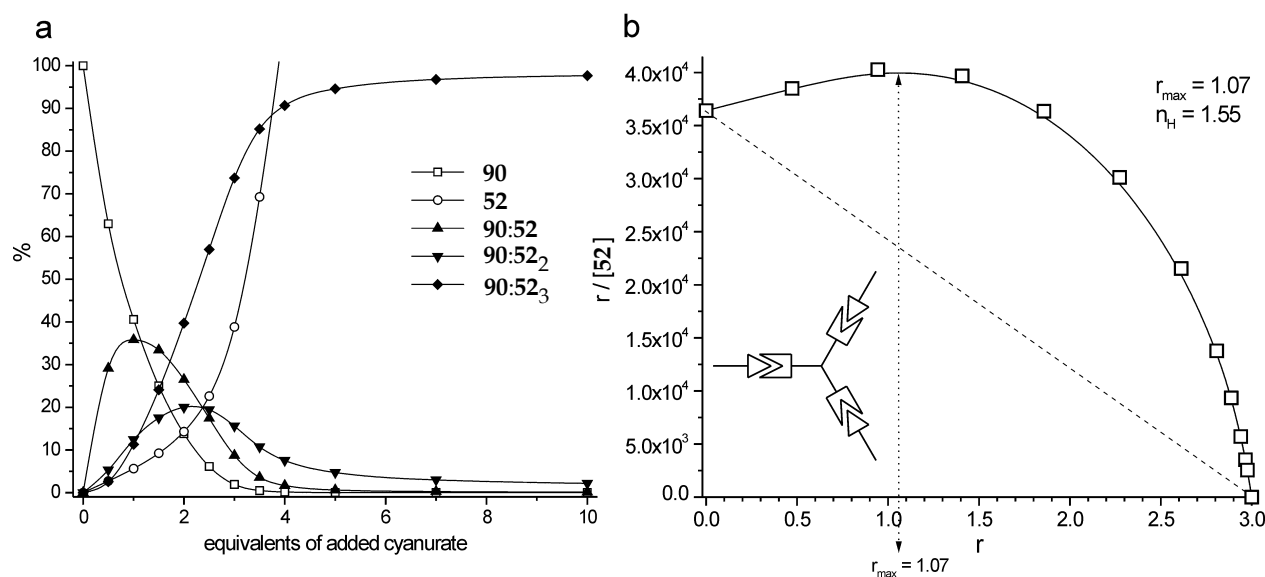 a
100
90
80
70
60
50
40
30
20
10
0
%
0
2
4
6
8
10
equivalents of added cyanurate
90
52
90:52
90:52₂
90:52₃
b
4.0x10⁴
3.5x10⁴
3.0x10⁴
2.5x10⁴
2.0x10⁴
1.5x10⁴
1.0x10⁴
5.0x10³
0.0
r / [52]
rmax = 1.07
nH = 1.55
0.0
0.5
1.0
1.5
2.0
2.5
3.0
r
rmax = 1.07